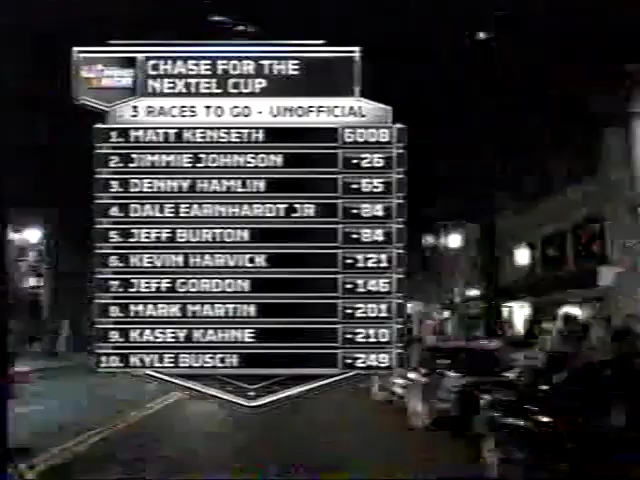 CHASE FOR THE
NEXTEL CUP
3 RACES TO GO - UNOFFICIAL
1. MATT KENSETH 6008
2. JIMMIE JOHNSON -26
3. DENNY HAMLIN -65
4. DALE EARNHARDT JR -84
5. JEFF BURTON -84
6. KEVIN HARVICK -121
7. JEFF GORDON -146
8. MARK MARTIN -201
9. KASEY KAHNE -210
10. KYLE BUSCH -249